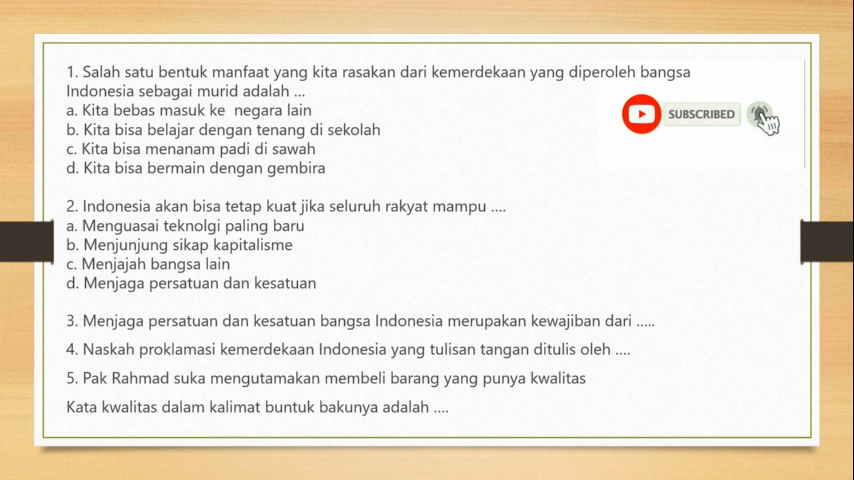 1. Salah satu bentuk manfaat yang kita rasakan dari kemerdekaan yang diperoleh bangsa
Indonesia sebagai murid adalah ...
a. Kita bebas masuk ke negara lain
b. Kita bisa belajar dengan tenang di sekolah
c. Kita bisa menanam padi di sawah
d. Kita bisa bermain dengan gembira
SUBSCRIBED
2. Indonesia akan bisa tetap kuat jika seluruh rakyat mampu ....
a. Menguasai teknolgi paling baru
b. Menjunjung sikap kapitalisme
c. Menjajah bangsa lain
d. Menjaga persatuan dan kesatuan
3. Menjaga persatuan dan kesatuan bangsa Indonesia merupakan kewajiban dari .....
4. Naskah proklamasi kemerdekaan Indonesia yang tulisan tangan ditulis oleh ....
5. Pak Rahmad suka mengutamakan membeli barang yang punya kwalitas
Kata kwalitas dalam kalimat buntuk bakunya adalah ....